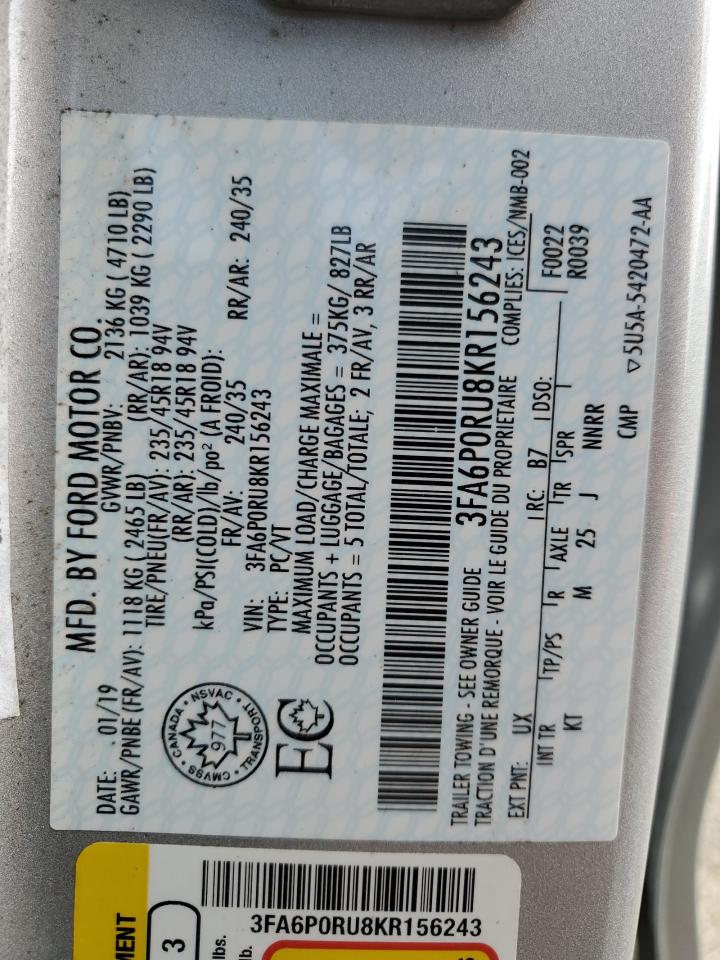 MFD. BY FORD MOTOR CO.
DATE: . 01/19 GVWR/PNBV: 2136 KG ( 4710 LB)
GAWR/PNBE (FR/AV): 1118 KG ( 2465 LB) (RR/AR): 1039 KG ( 2290 LB)
TIRE/PNEU(FR/AV): 235/45R18 94V
(RR/AR): 235/45R18 94V
kPa/PSI(COLD)/lb/po² (A FROID):
FR/AV: 240/35 RR/AR: 240/35
VIN: 3FA6P0RU8KR156243
TYPE: PC/VT
MAXIMUM LOAD/CHARGE MAXIMALE =
OCCUPANTS + LUGGAGE/BAGAGES = 375KG/ 827LB
OCCUPANTS = 5 TOTAL/TOTALE; 2 FR/AV, 3 RR/AR
CANADA • NSVAC • TRANSPORT • CMVSS •
977
EC
3FA6P0RU8KR156243
TRAILER TOWING - SEE OWNER GUIDE
TRACTION D'UNE REMORQUE - VOIR LE GUIDE DU PROPRIETAIRE COMPLIES: ICES/NMB-002
EXT PNT: UX RC: B7 DSO: F0022
INT TR TP/PS R AXLE TR SPR R0039
KT M 25 J NNRR
CMP ▽5U5A-5420472-AA
3FA6P0RU8KR156243
MENT
3
lbs.
lb.